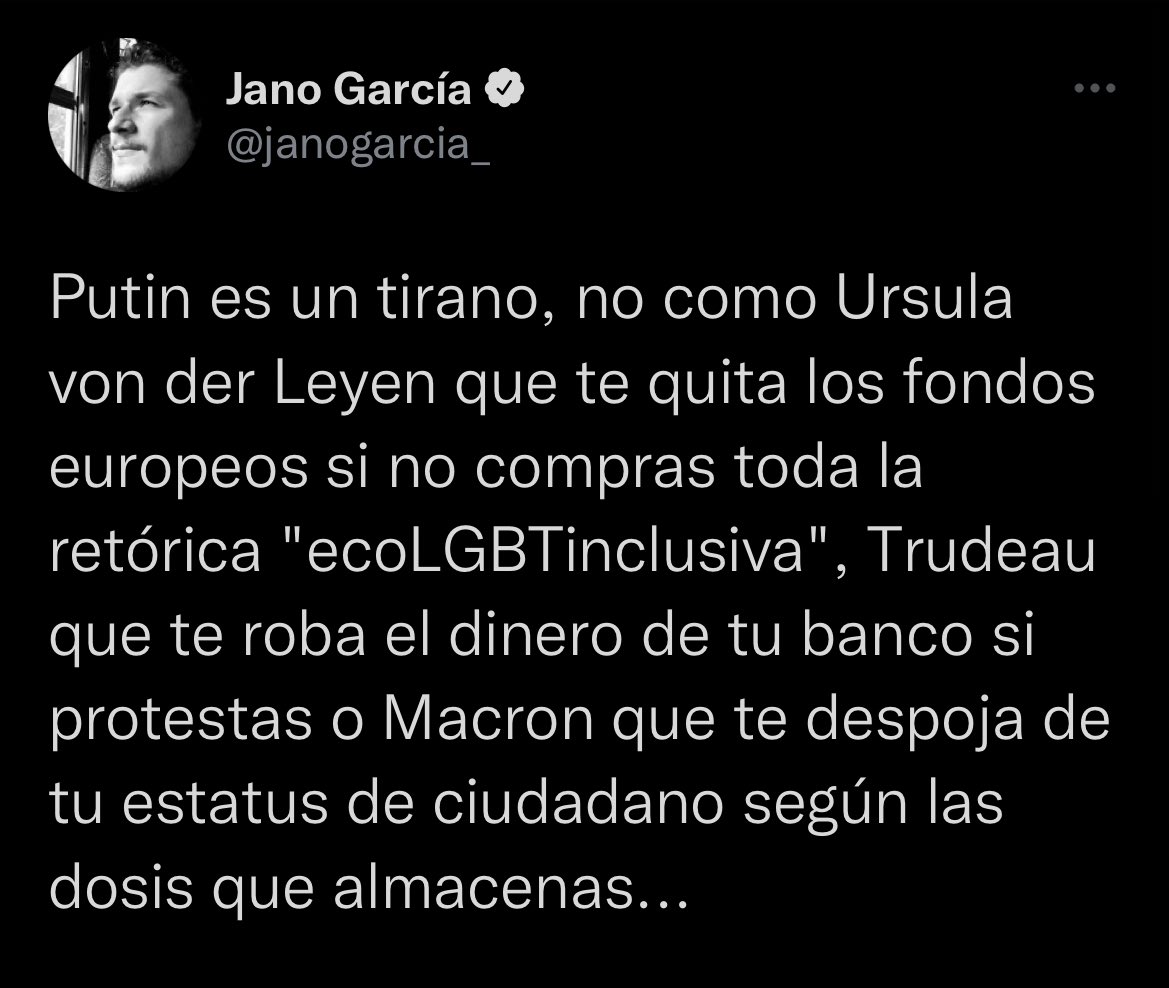 Jano García
@janogarcia_
Putin es un tirano, no como Ursula
von der Leyen que te quita los fondos
europeos si no compras toda la
retórica "ecoLGBTinclusiva", Trudeau
que te roba el dinero de tu banco si
protestas o Macron que te despoja de
tu estatus de ciudadano según las
dosis que almacenas...